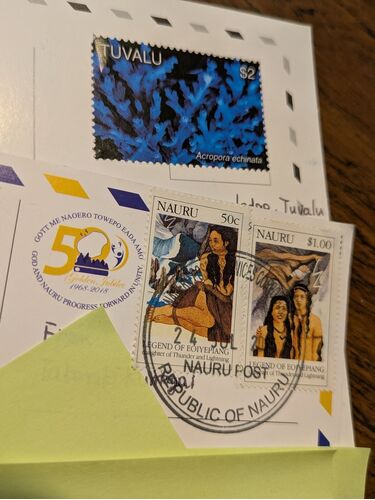 TUVALU
$2
Acropora echinata
Tuvalu
GOTT ME NAOERO TOWEPO EADA AMO!
50
Golden Jubilee
1968-2018
GOD AND NAURU PROGRESS FORWARD IN UNITY
NAURU
50c
LEGEND OF EOIYEPIANG
Daughter of Thunder and Lightning
NAURU
$1.00
LEGEND OF EOIYEPIANG
Daughter of Thunder and Lightning
24 JUL
NAURU POST
REPUBLIC OF NAURU